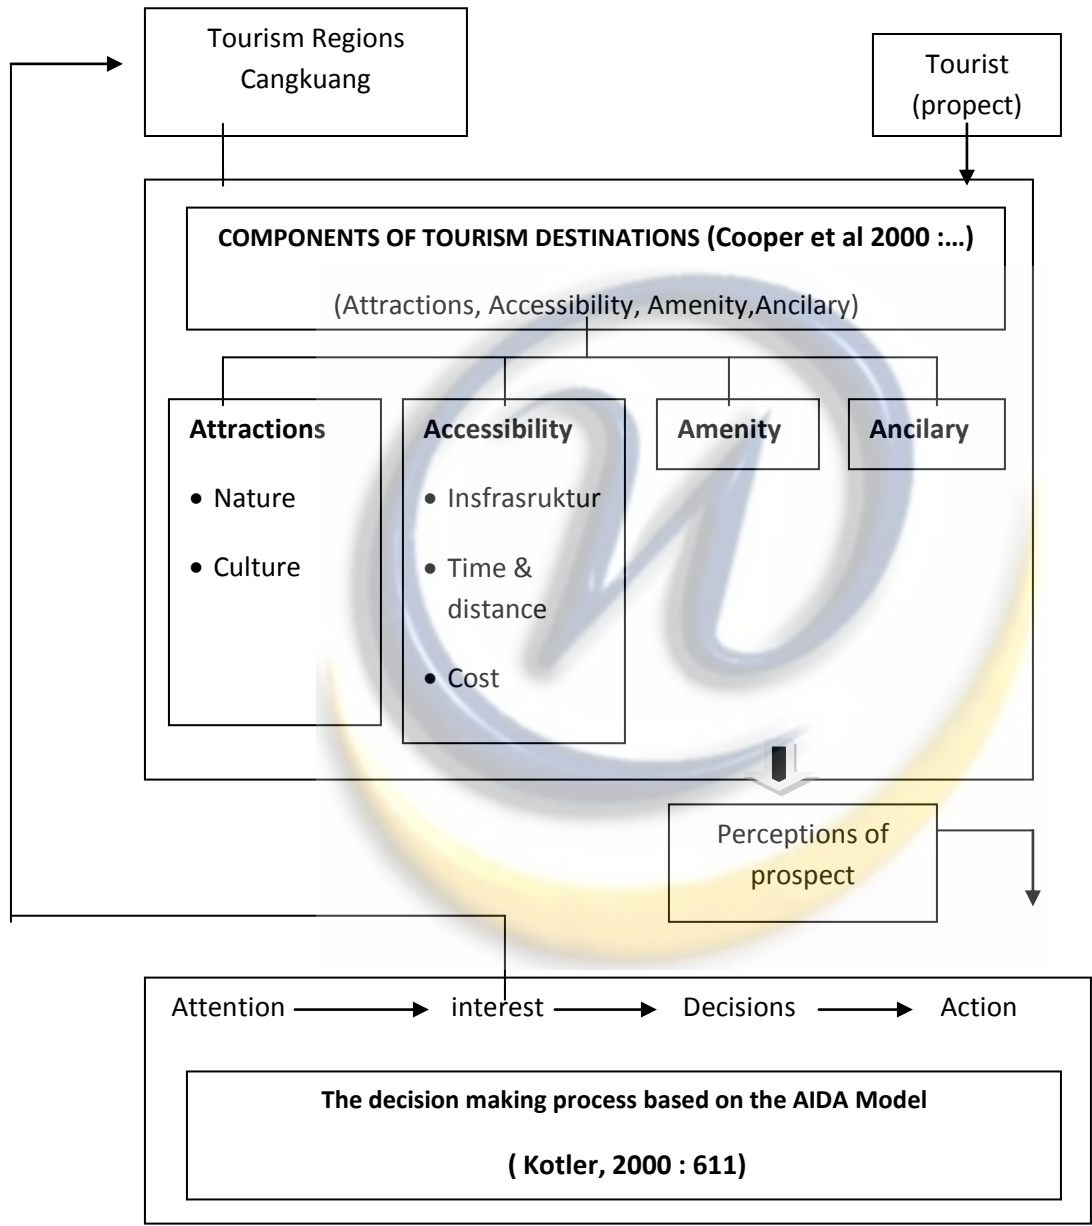 Tourism Regions
Cangkuang
Tourist
(propect)
COMPONENTS OF TOURISM DESTINATIONS (Cooper et al 2000 :...)
(Attractions, Accessibility, Amenity,Ancilary)
Attractions
• Nature
• Culture
Accessibility
• Insfrasruktur
• Time &
distance
• Cost
Amenity
Ancilary
Perceptions of
prospect
Attention interest Decisions Action
The decision making process based on the AIDA Model
( Kotler, 2000 : 611)